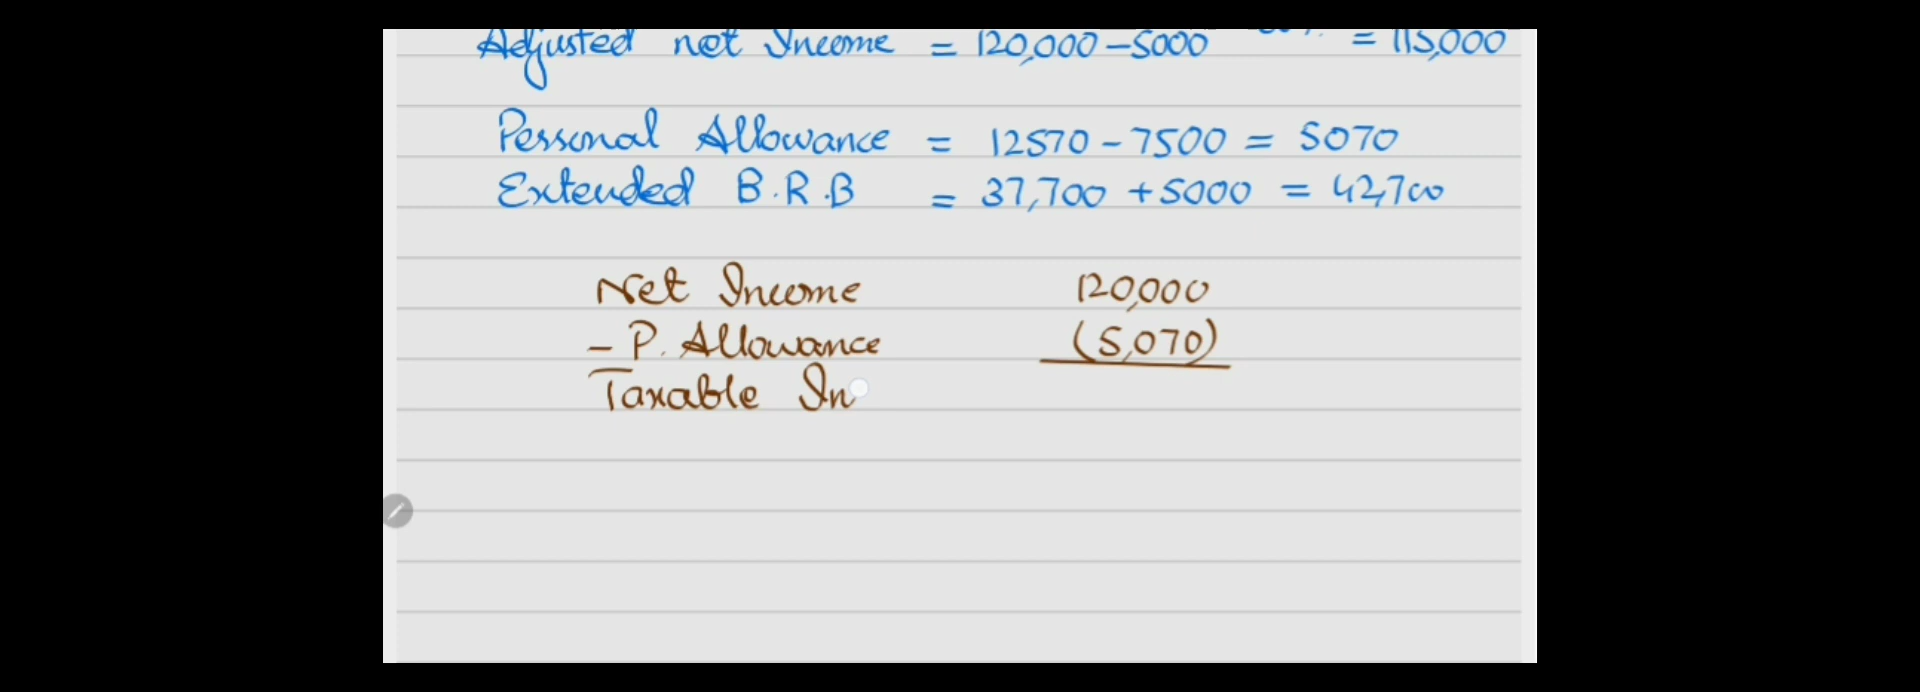 Adjusted net Income = 120,000 - 5000 = 115,000
Personal Allowance = 12570 - 7500 = 5070
Extended B.R.B = 37,700 + 5000 = 42,700
Net Income 120,000
- P. Allowance (5,070)
Taxable In